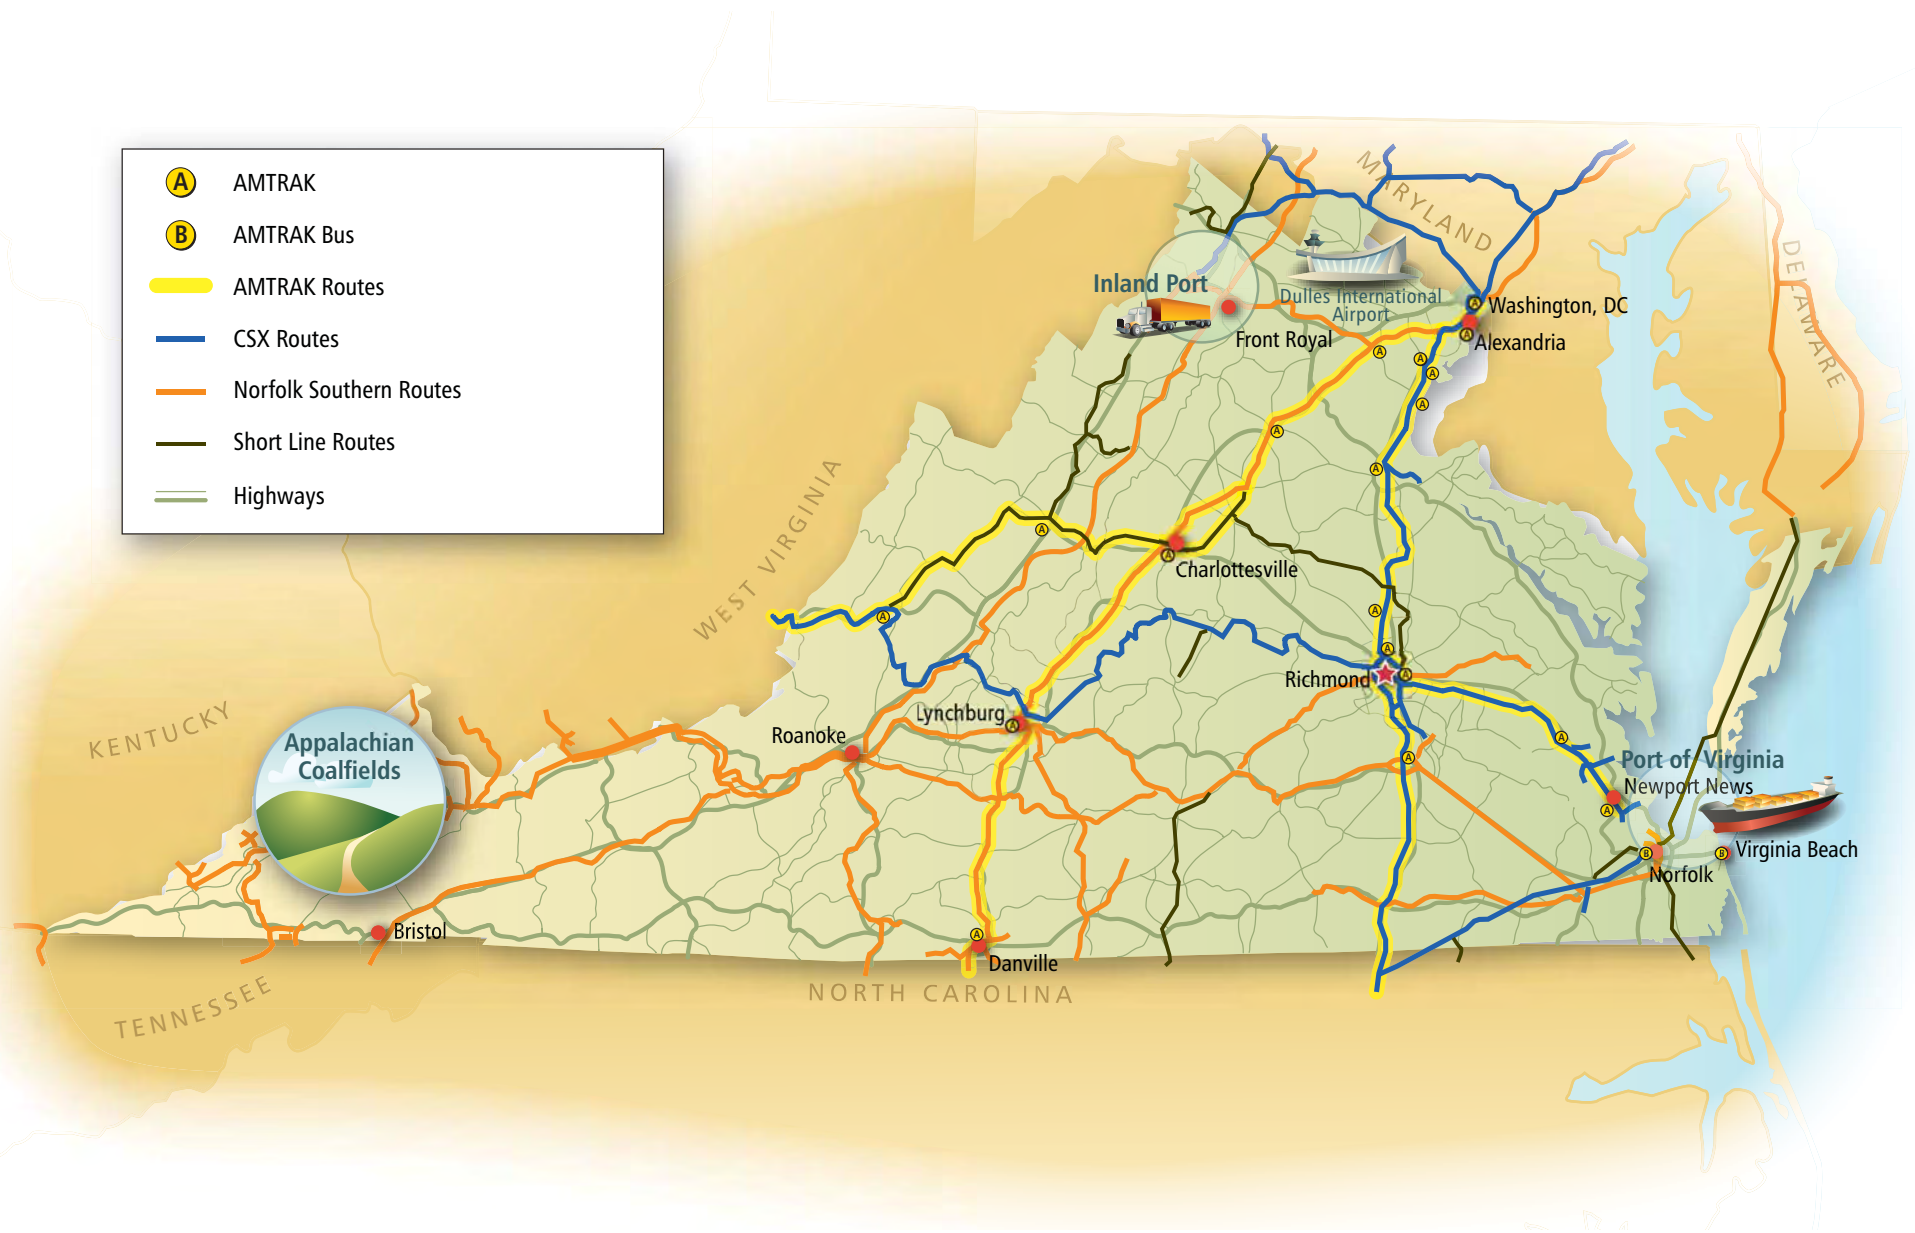 A AMTRAK
B AMTRAK Bus
AMTRAK Routes
CSX Routes
Norfolk Southern Routes
Short Line Routes
Highways
MARYLAND
DELAWARE
Inland Port
Dulles International
Airport
Washington, DC
A
Front Royal
A
Alexandria
A
A
A
A
A
A
WEST VIRGINIA
A
A
Charlottesville
A
A
A
Richmond
A
KENTUCKY
Lynchburg
A
Roanoke
A
A
Appalachian
Coalfields
Port of Virginia
Newport News
A
B
B
Virginia Beach
Norfolk
Bristol
A
Danville
NORTH CAROLINA
TENNESSEE